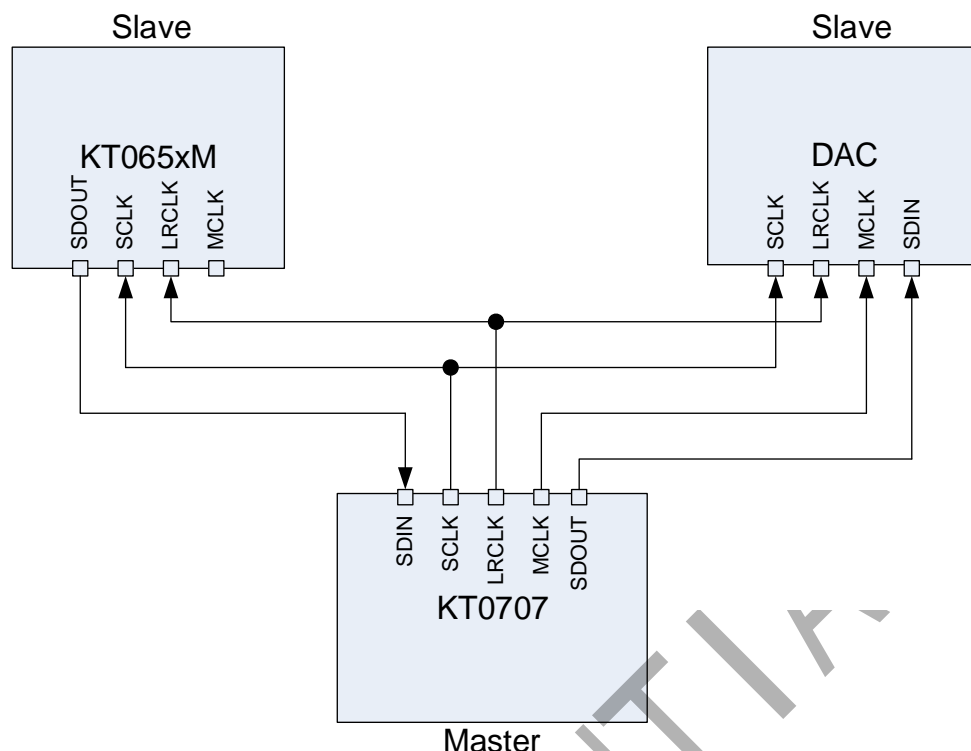 Slave
Slave
KT065xM
SDOUT
SCLK
LRCLK
MCLK
DAC
SCLK
LRCLK
MCLK
SDIN
SDIN
SCLK
LRCLK
MCLK
SDOUT
KT0707
Master
NTIA